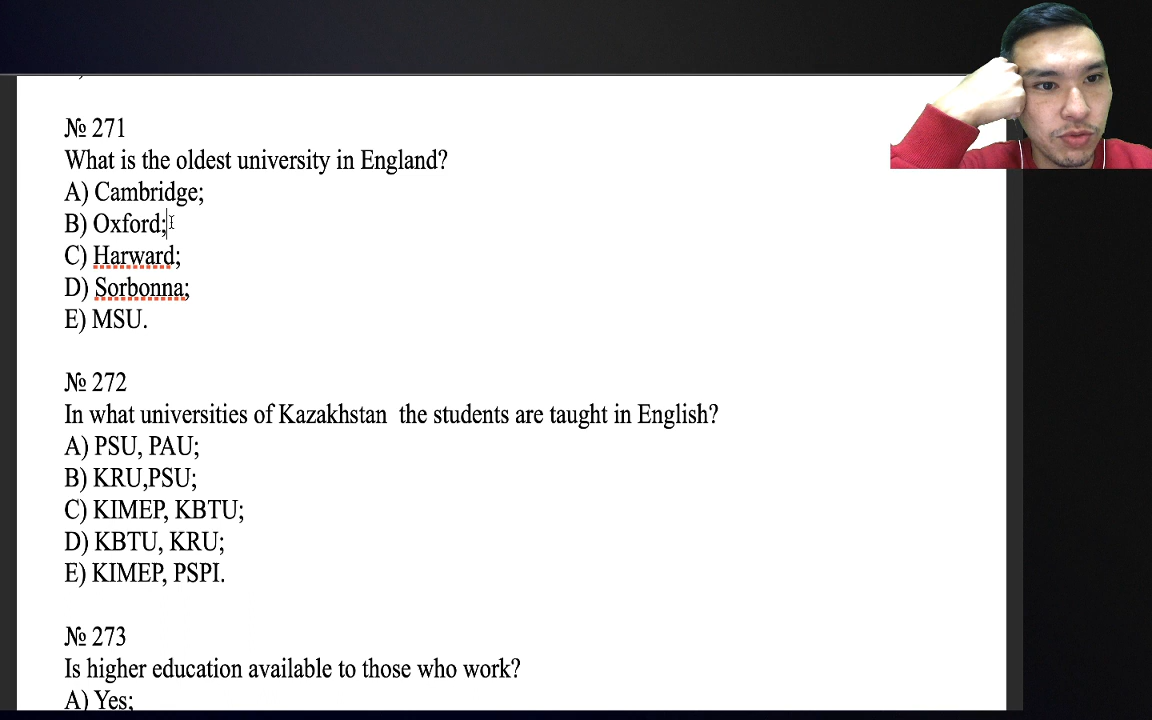 № 271
What is the oldest university in England?
A) Cambridge;
B) Oxford;
C) Harward;
D) Sorbonna;
E) MSU.
№ 272
In what universities of Kazakhstan  the students are taught in English?
A) PSU, PAU;
B) KRU,PSU;
C) KIMEP, KBTU;
D) KBTU, KRU;
E) KIMEP, PSPI.
№ 273
Is higher education available to those who work?
A) Yes;